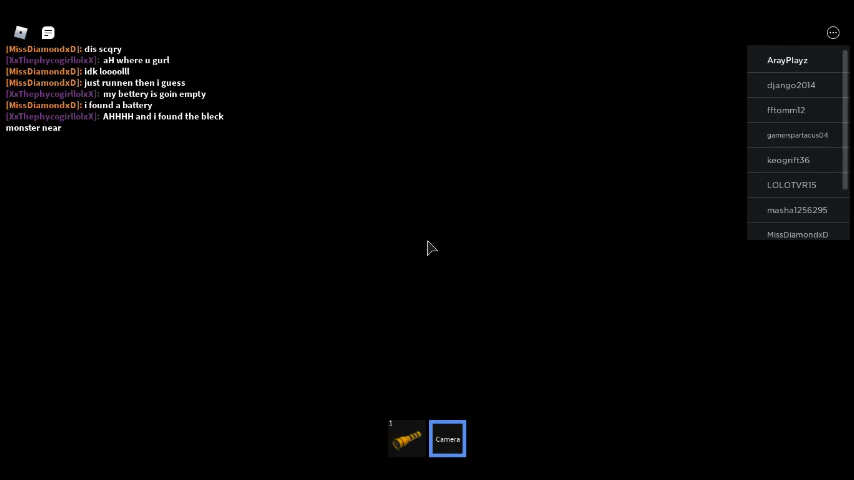 [MissDiamondxD]: dis scqry
[XxThephycogirllolxX]: aH where u gurl
[MissDiamondxD]: idk loooolll
[MissDiamondxD]: just runnen then i guess
[XxThephycogirllolxX]: my bettery is goin empty
[MissDiamondxD]: i found a battery
[XxThephycogirllolxX]: AHHHH and i found the bleck
monster near
ArayPlayz
django2014
fftomm12
gamerspartacus04
keogrift36
LOLOTVR15
masha1256295
MissDiamondxD
1
Camera